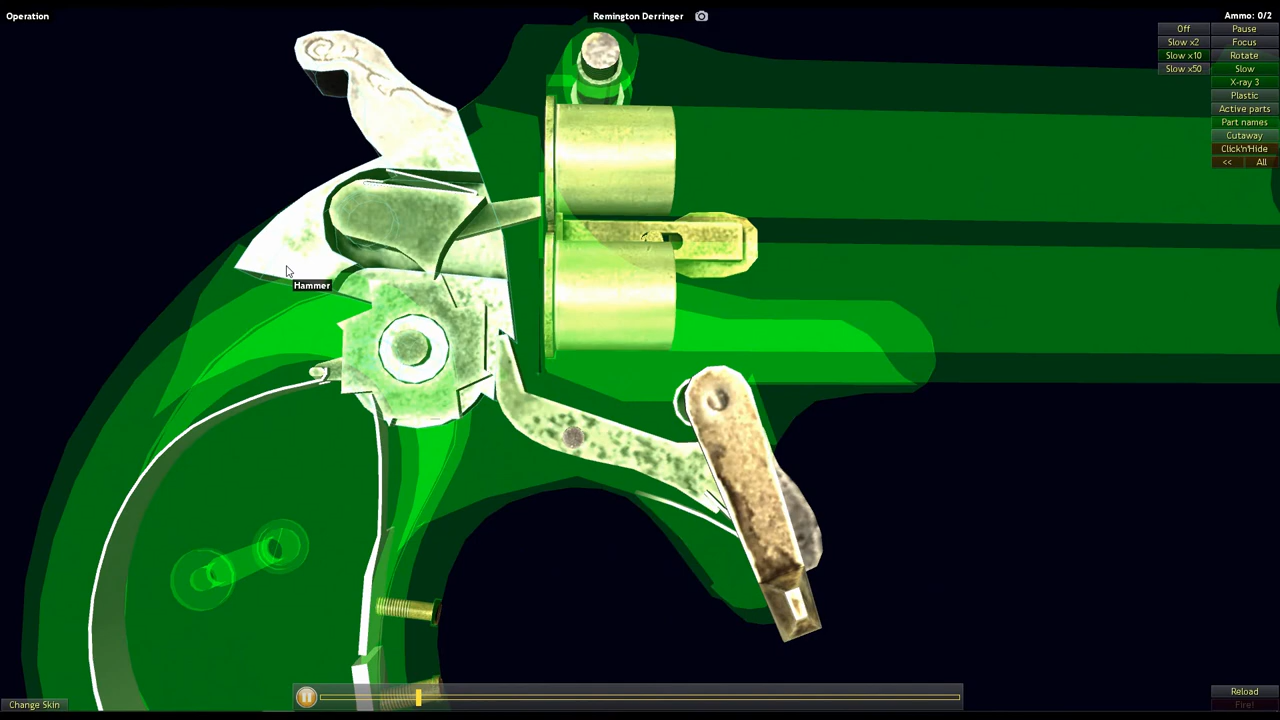 Operation
Remington Derringer
Ammo: 0/2
Off
Pause
Slow x2
Focus
Slow x10
Rotate
Slow x50
Slow
X-ray 3
Plastic
Active parts
Part names
Cutaway
Click'n'Hide
<<
All
Hammer
Change Skin
Reload
Fire!